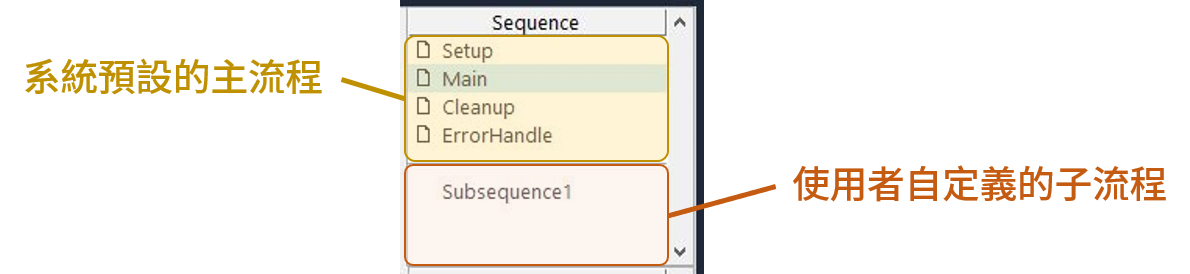 Sequence
Setup
系統預設的主流程
Main
Cleanup
ErrorHandle
使用者自定義的子流程
Subsequence1